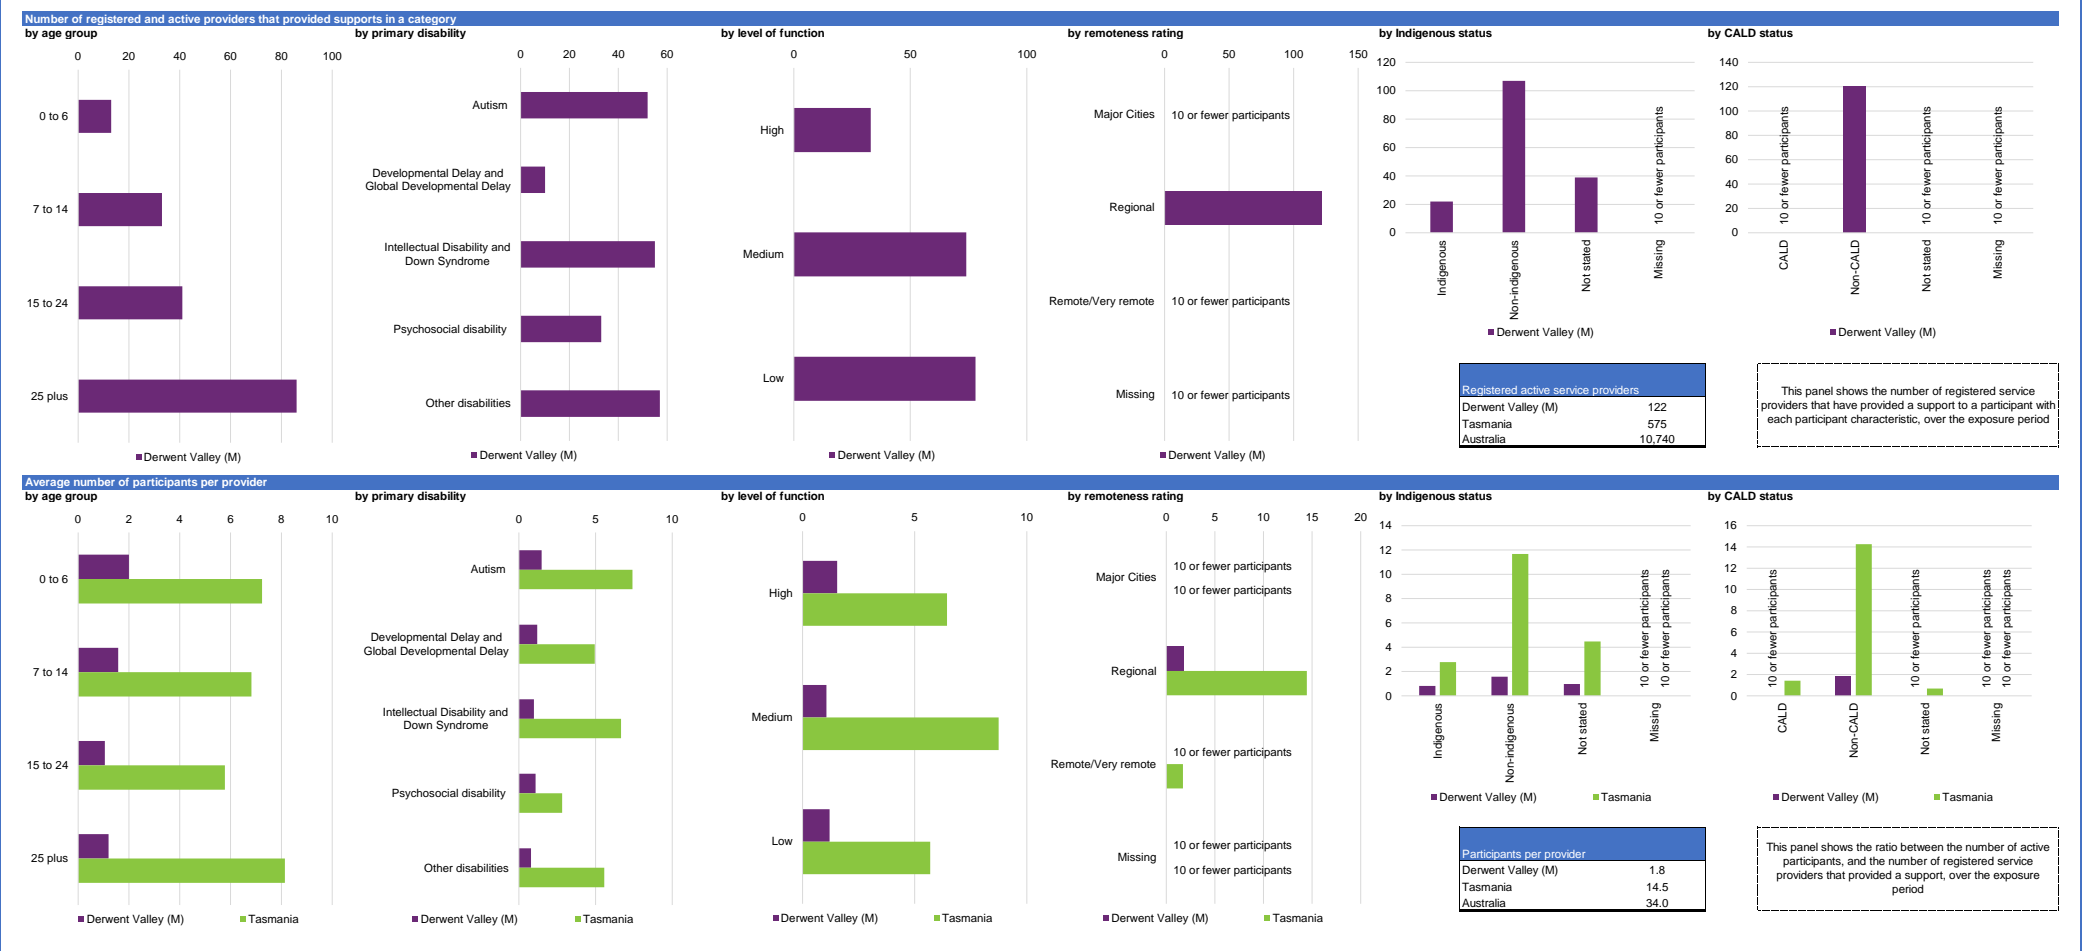 Number of registered and active providers that provided supports in a category
by age group
0 20 40 60 80 100
0 to 6
7 to 14
15 to 24
25 plus
Derwent Valley (M)
by primary disability
0 20 40 60
Autism
Developmental Delay and
Global Developmental Delay
Intellectual Disability and
Down Syndrome
Psychosocial disability
Other disabilities
Derwent Valley (M)
by level of function
0 50 100
High
Medium
Low
Derwent Valley (M)
by remoteness rating
0 50 100 150
Major Cities 10 or fewer participants
Regional
Remote/Very remote 10 or fewer participants
Missing 10 or fewer participants
Derwent Valley (M)
by Indigenous status
120
100
80
60
40
20
0
10 or fewer participants
Indigenous
Non-indigenous
Not stated
Missing
Derwent Valley (M)
by CALD status
140
120
100
80
60
40
20
0
10 or fewer participants
10 or fewer participants
10 or fewer participants
CALD
Non-CALD
Not stated
Missing
Derwent Valley (M)
Registered active service providers
Derwent Valley (M) 122
Tasmania 575
Australia 10,740
This panel shows the number of registered service
providers that have provided a support to a participant with
each participant characteristic, over the exposure period
Average number of participants per provider
by age group
0 2 4 6 8 10
0 to 6
7 to 14
15 to 24
25 plus
Derwent Valley (M) Tasmania
by primary disability
0 5 10
Autism
Developmental Delay and
Global Developmental Delay
Intellectual Disability and
Down Syndrome
Psychosocial disability
Other disabilities
Derwent Valley (M) Tasmania
by level of function
0 5 10
High
Medium
Low
Derwent Valley (M) Tasmania
by remoteness rating
0 5 10 15 20
10 or fewer participants
Major Cities
10 or fewer participants
Regional
10 or fewer participants
Remote/Very remote
10 or fewer participants
Missing
10 or fewer participants
Derwent Valley (M) Tasmania
by Indigenous status
14
12
10
8
6
4
2
0
10 or fewer participants
10 or fewer participants
Indigenous
Non-indigenous
Not stated
Missing
Derwent Valley (M) Tasmania
by CALD status
16
14
12
10
8
6
4
2
0
10 or fewer participants
10 or fewer participants
10 or fewer participants
10 or fewer participants
CALD
Non-CALD
Not stated
Missing
Derwent Valley (M) Tasmania
Participants per provider
Derwent Valley (M) 1.8
Tasmania 14.5
Australia 34.0
This panel shows the ratio between the number of active
participants, and the number of registered service
providers that provided a support, over the exposure
period